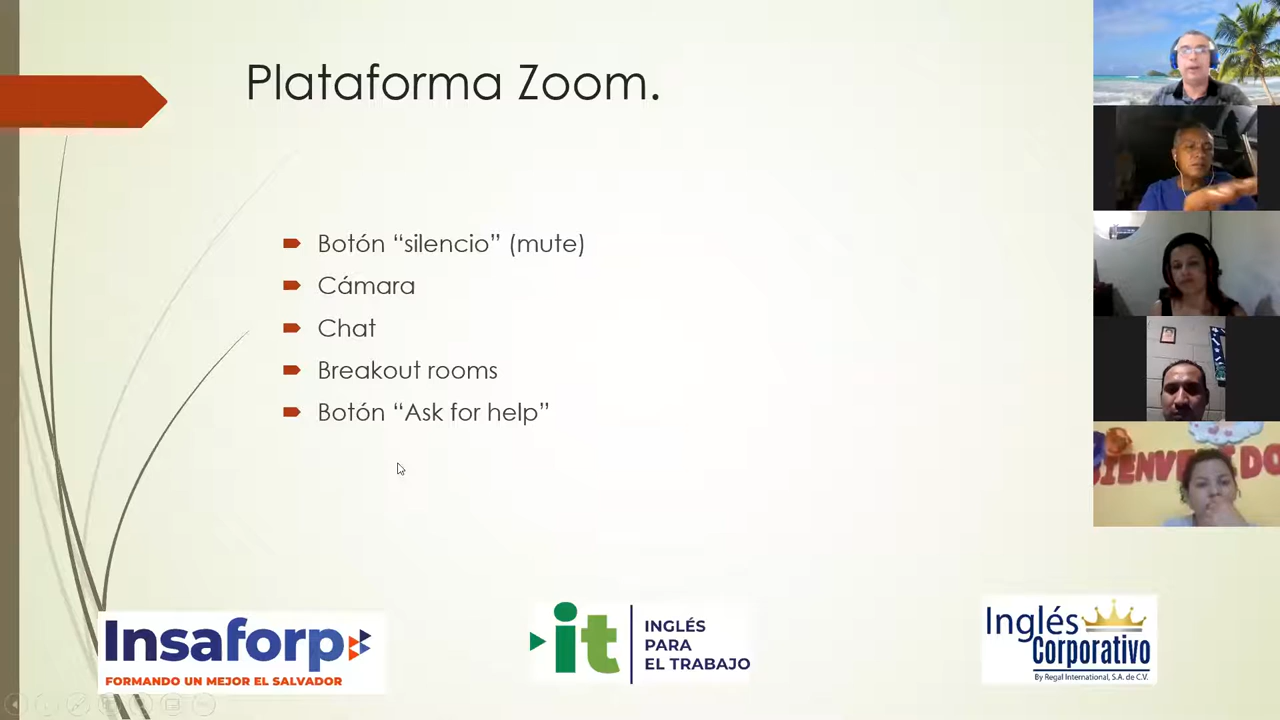 Plataforma Zoom.
Botón “silencio” (mute)
Cámara
Chat
Breakout rooms
Botón “Ask for help”
BIENVENIDO
Insaforp
FORMANDO UN MEJOR EL SALVADOR
it
INGLÉS
PARA
EL TRABAJO
Inglés
Corporativo
By Regal International, S.A. de C.V.